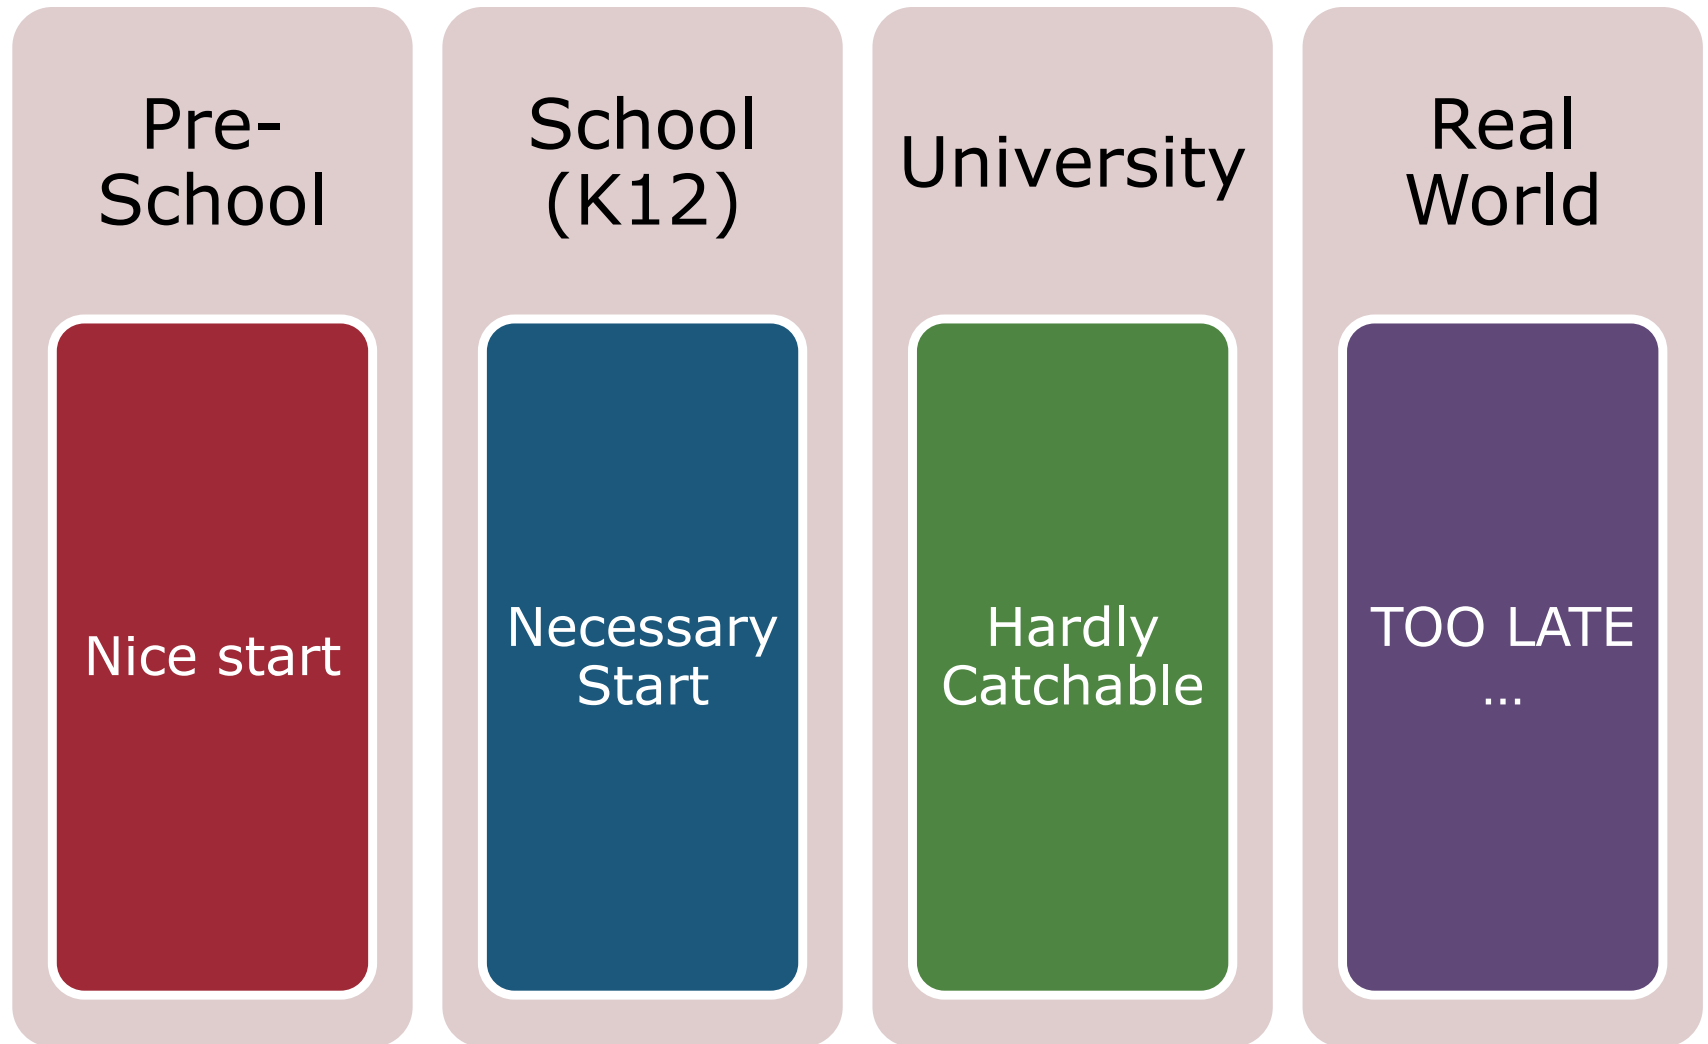 Pre-
School
Nice start
School
(K12)
Necessary
Start
University
Hardly
Catchable
Real
World
TOO LATE
...